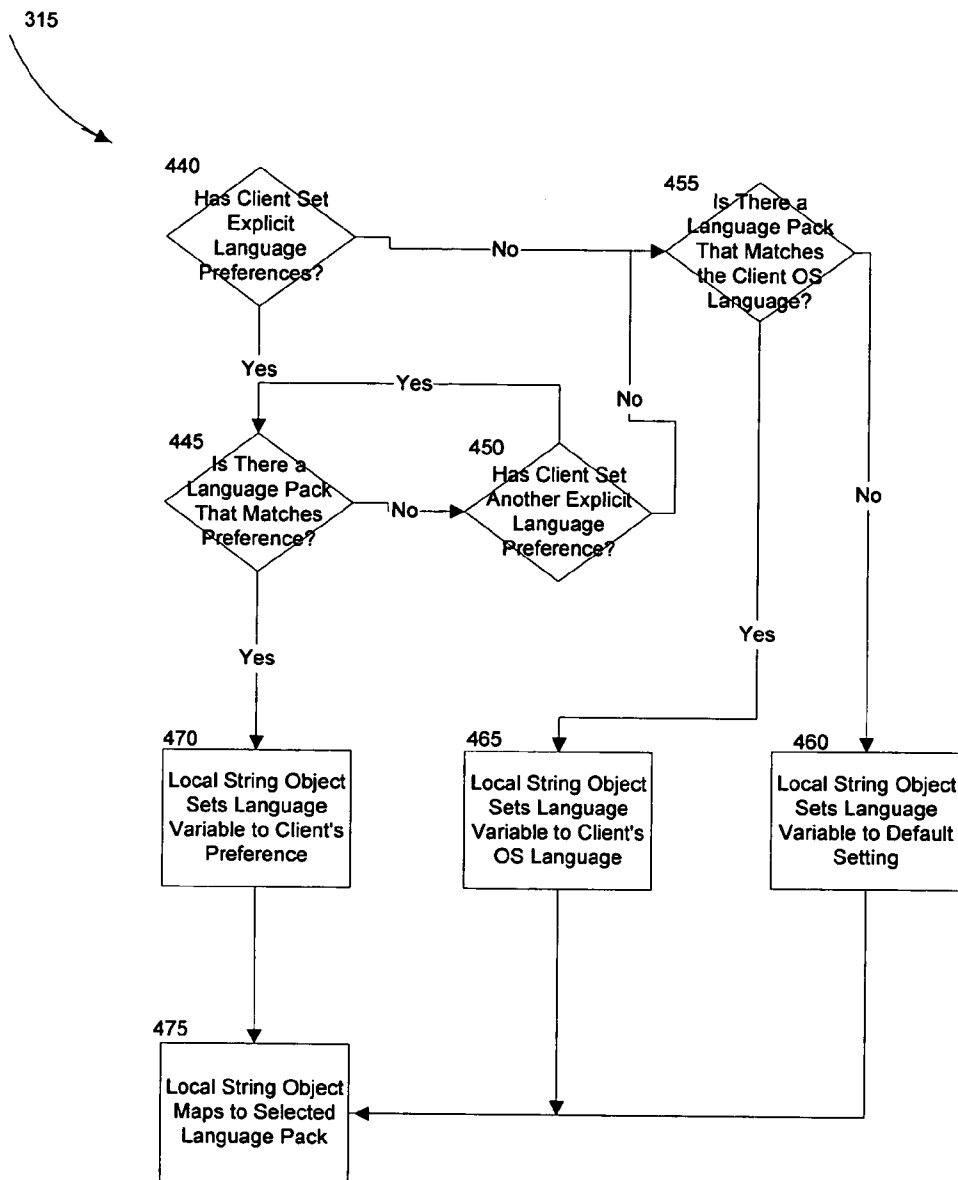 315
440
Has Client Set
Explicit
Language
Preferences?
No
455
Is There a
Language Pack
That Matches
the Client OS
Language?
Yes
Yes
No
445
Is There a
Language Pack
That Matches
Preference?
No
450
Has Client Set
Another Explicit
Language
Preference?
No
Yes
Yes
470
Local String Object
Sets Language
Variable to Client's
Preference
465
Local String Object
Sets Language
Variable to Client's
OS Language
460
Local String Object
Sets Language
Variable to Default
Setting
475
Local String Object
Maps to Selected
Language Pack